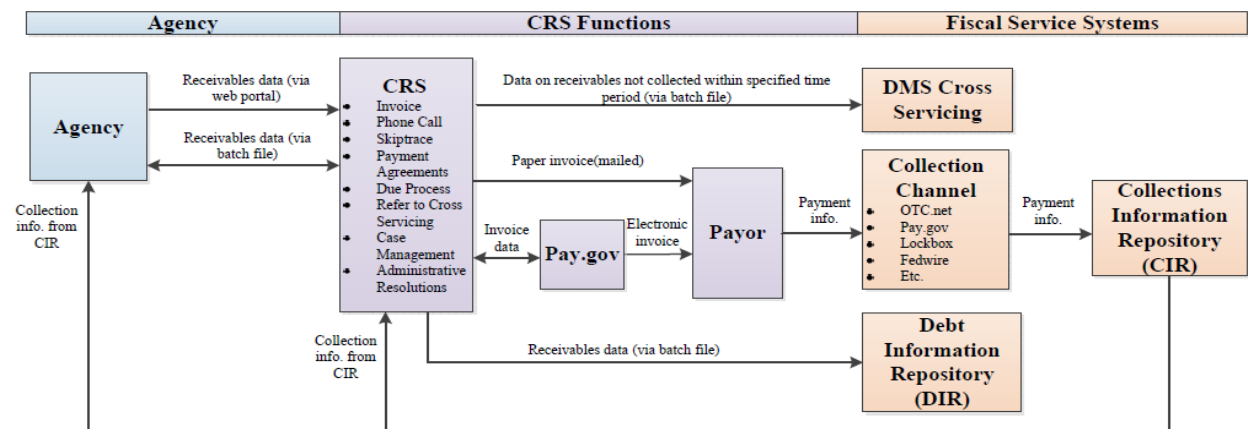 Agency
CRS Functions
Fiscal Service Systems
Agency
Receivables data (via
web portal)
Receivables data (via
batch file)
Collection
info. from
CIR
CRS
Invoice
Phone Call
Skiptrace
Payment
Agreements
Due Process
Refer to Cross
Servicing
Case
Management
Administrative
Resolutions
Collection
info. from
CIR
Data on receivables not collected within specified time
period (via batch file)
Paper invoice(mailed)
Invoice
data
Pay.gov
Electronic
invoice
Payor
Payment
info.
Receivables data (via batch file)
DMS Cross
Servicing
Collection
Channel
OTC.net
Pay.gov
Lockbox
Fedwire
Etc.
Payment
info.
Collections
Information
Repository
(CIR)
Debt
Information
Repository
(DIR)